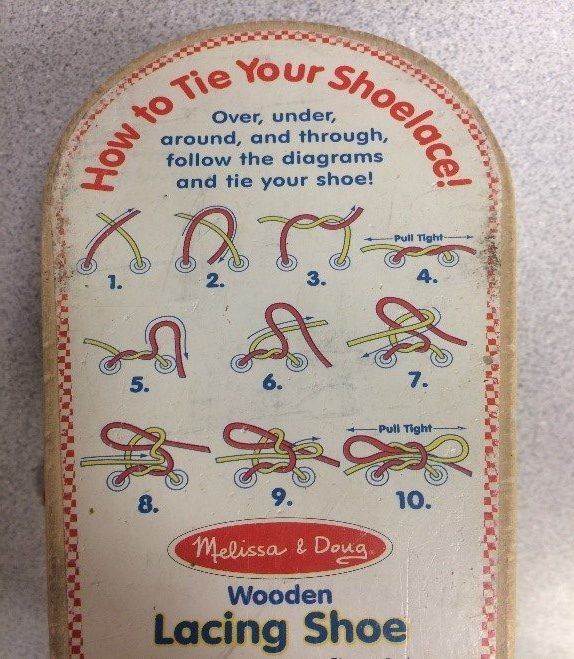 How to Tie Your Shoelace!
Over, under,
around, and through,
follow the diagrams
and tie your shoe!
1.
2.
3.
Pull Tight
4.
5.
6.
7.
8.
9.
Pull Tight
10.
Melissa & Doug
Wooden
Lacing Shoe